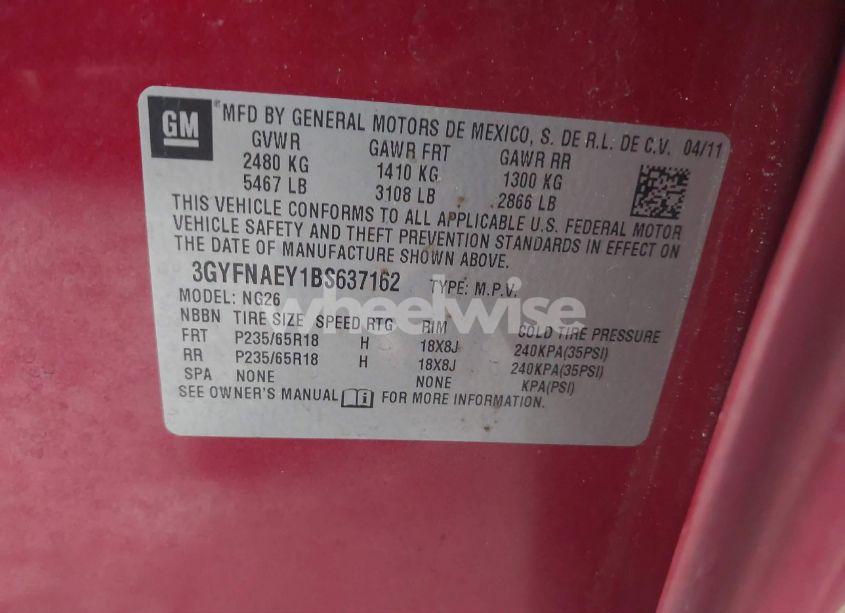 GM
® MFD BY GENERAL MOTORS DE MEXICO, S. DE R.L. DE C.V. 04/11
GVWR GAWR FRT GAWR RR
2480 KG 1410 KG 1300 KG
5467 LB 3108 LB 2866 LB
THIS VEHICLE CONFORMS TO ALL APPLICABLE U.S. FEDERAL MOTOR
VEHICLE SAFETY AND THEFT PREVENTION STANDARDS IN EFFECT ON
THE DATE OF MANUFACTURE SHOWN ABOVE.
3GYFNAEY1BS637162 TYPE: M.P.V.
MODEL: NG26
wheelwise
NBBN TIRE SIZE SPEED RTG RIM COLD TIRE PRESSURE
FRT P235/65R18 H 18X8J 240KPA(35PSI)
RR P235/65R18 H 18X8J 240KPA(35PSI)
SPA NONE NONE KPA(PSI)
SEE OWNER'S MANUAL i FOR MORE INFORMATION.